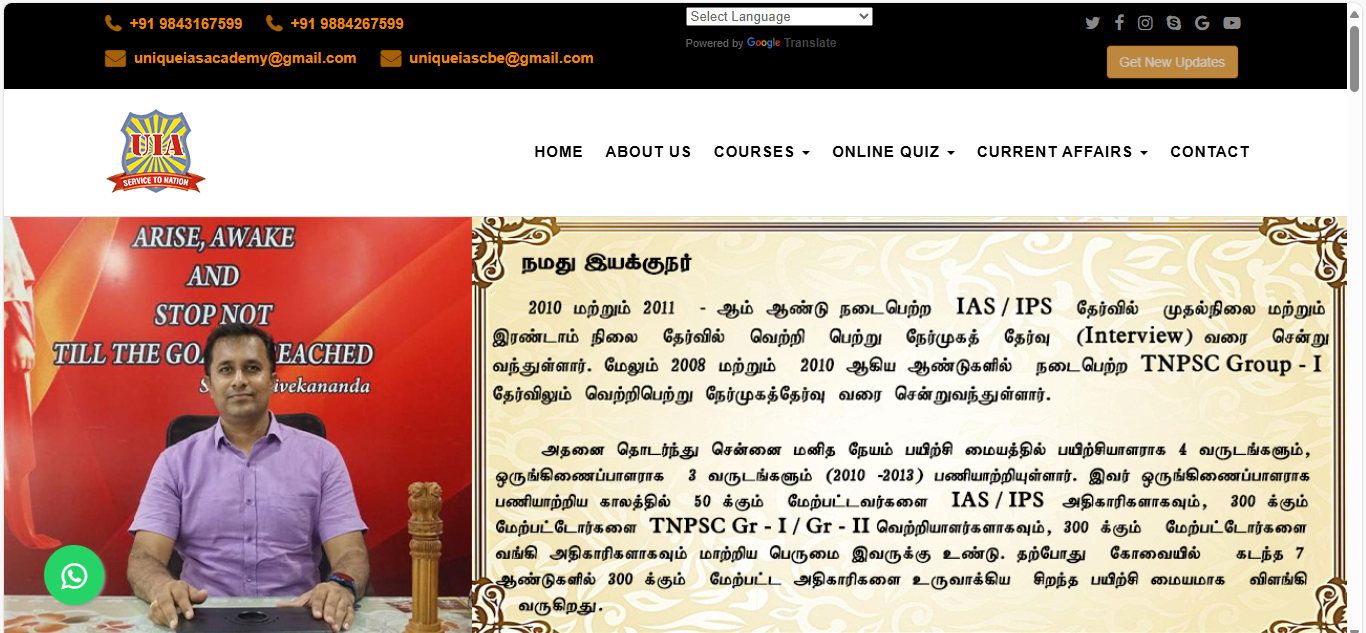 +91 9843167599 +91 9884267599
Select Language
uniqueiasacademy@gmail.com uniqueiascbe@gmail.com
Powered by Google Translate
Get New Updates
UIA
SERVICE TO NATION
HOME ABOUT US COURSES ONLINE QUIZ CURRENT AFFAIRS CONTACT
ARISE, AWAKE
AND
STOP NOT
TILL THE
நமது இயக்குநர்
2010 மற்றும் 2011 - ஆம் ஆண்டு நடைபெற்ற IAS / IPS தேர்வில் முதல்நிலை மற்றும்
இரண்டாம் நிலை தேர்வில் வெற்றி பெற்று நேர்முகத் தேர்வு (Interview) வரை சென்று
வந்துள்ளார். மேலும் 2008 மற்றும் 2010 ஆகிய ஆண்டுகளில் நடைபெற்ற TNPSC Group - I
தேர்விலும் வெற்றிபெற்று நேர்முகத்தேர்வு வரை சென்றுவந்துள்ளார்.
அதனை தொடர்ந்து சென்னை மனித நேயம் பயிற்சி மையத்தில் பயிற்சியாளராக 4 வருடங்களும்,
ஒருங்கிணைப்பாளராக 3 வருடங்களும் (2010 -2013) பணியாற்றியுள்ளார். இவர் ஒருங்கிணைப்பாளராக
பணியாற்றிய காலத்தில் 50 க்கும் மேற்பட்டவர்களை IAS / IPS அதிகாரிகளாகவும், 300 க்கும்
மேற்பட்டோர்களை TNPSC Gr - I / Gr - II வெற்றியாளர்களாகவும், 300 க்கும் மேற்பட்டோர்களை
வங்கி அதிகாரிகளாகவும் மாற்றிய பெருமை இவருக்கு உண்டு. தற்போது கோவையில் கடந்த 7
ஆண்டுகளில் 300 க்கும் மேற்பட்ட அதிகாரிகளை உருவாக்கிய சிறந்த பயிற்சி மையமாக விளங்கி
வருகிறது.